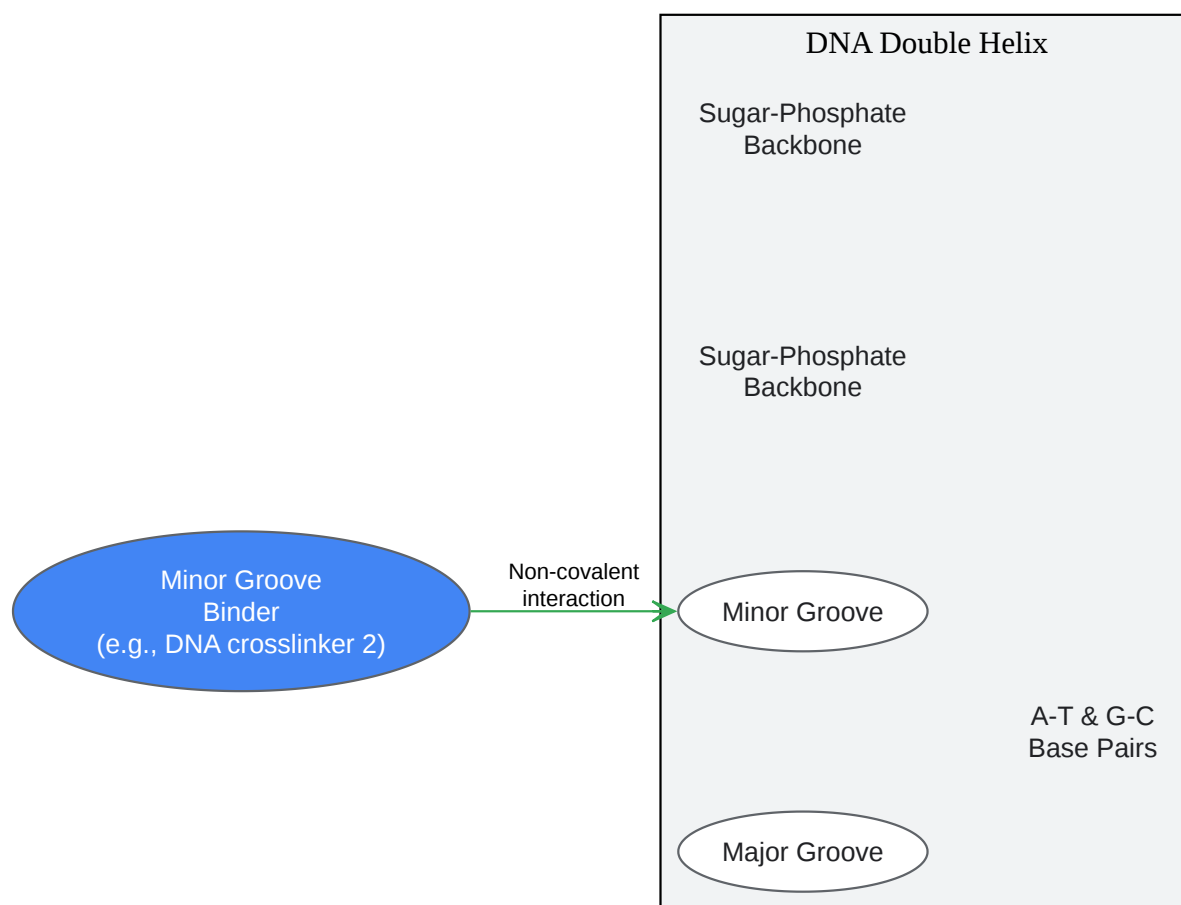 DNA Double Helix
Sugar-Phosphate
Backbone
Sugar-Phosphate
Backbone
Minor Groove
Binder
(e.g., DNA crosslinker 2)
Non-covalent
interaction
Minor Groove
A-T & G-C
Base Pairs
Major Groove